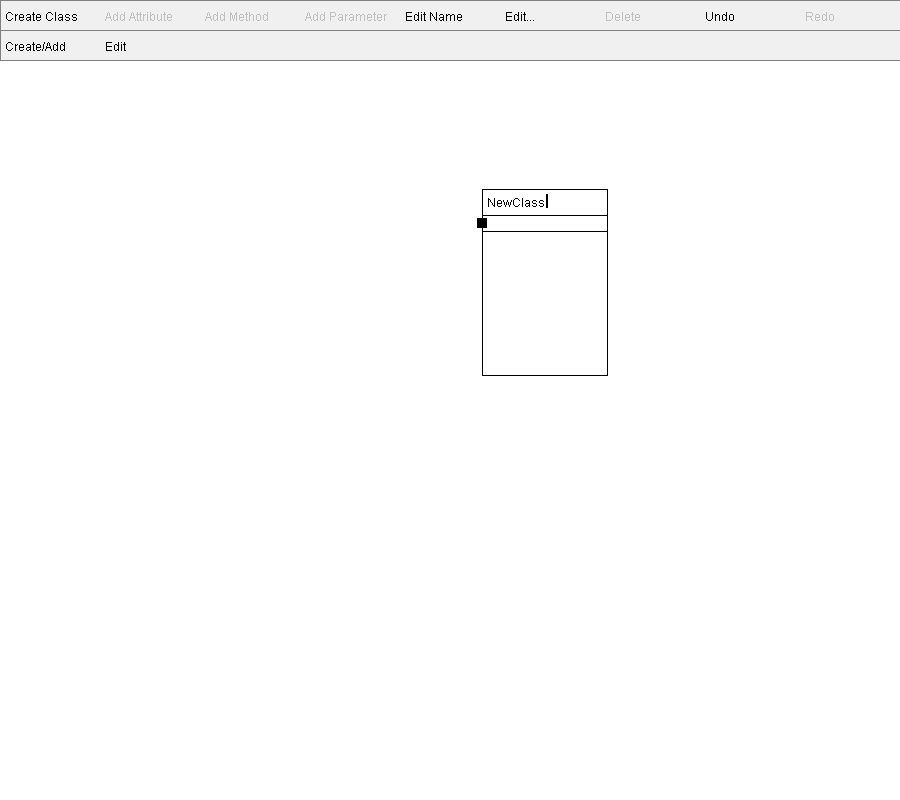 Create Class Add Attribute Add Method Add Parameter Edit Name Edit... Delete Undo Redo
Create/Add Edit
NewClass